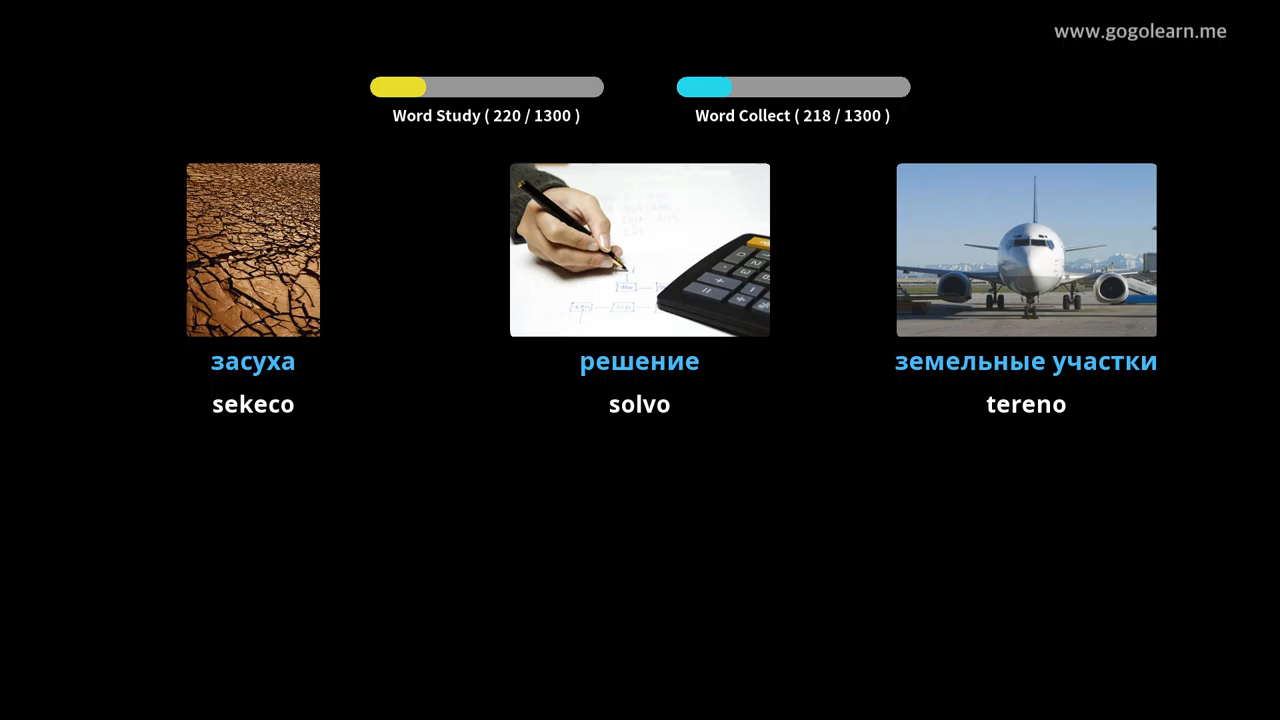 www.gogolearn.me
Word Study ( 220 / 1300 )
Word Collect ( 218 / 1300 )
засуха
решение
земельные участки
sekeco
solvo
tereno